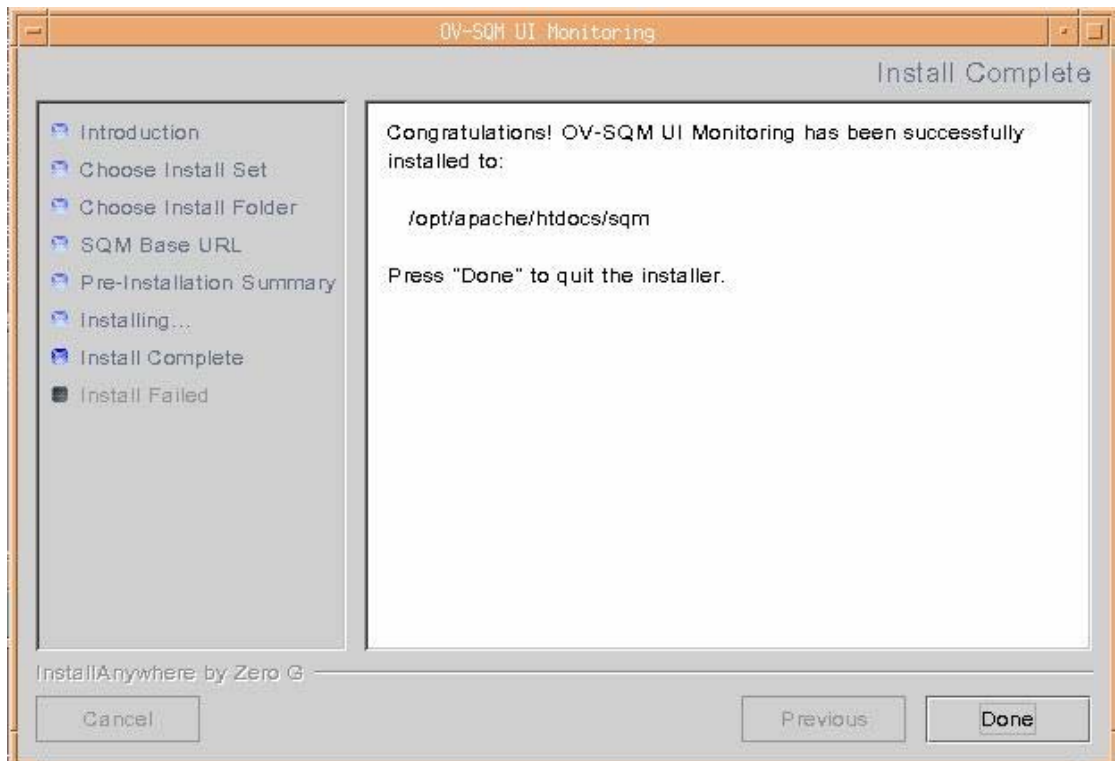 OV-SQM UI Monitoring
Install Complete
Introduction
Choose Install Set
Choose Install Folder
SQM Base URL
Pre-Installation Summary
Installing...
Install Complete
Install Failed
Congratulations! OV-SQM UI Monitoring has been successfully
installed to:
/opt/apache/htdocs/sqm
Press "Done" to quit the installer.
InstallAnywhere by Zero G
Cancel
Previous
Done